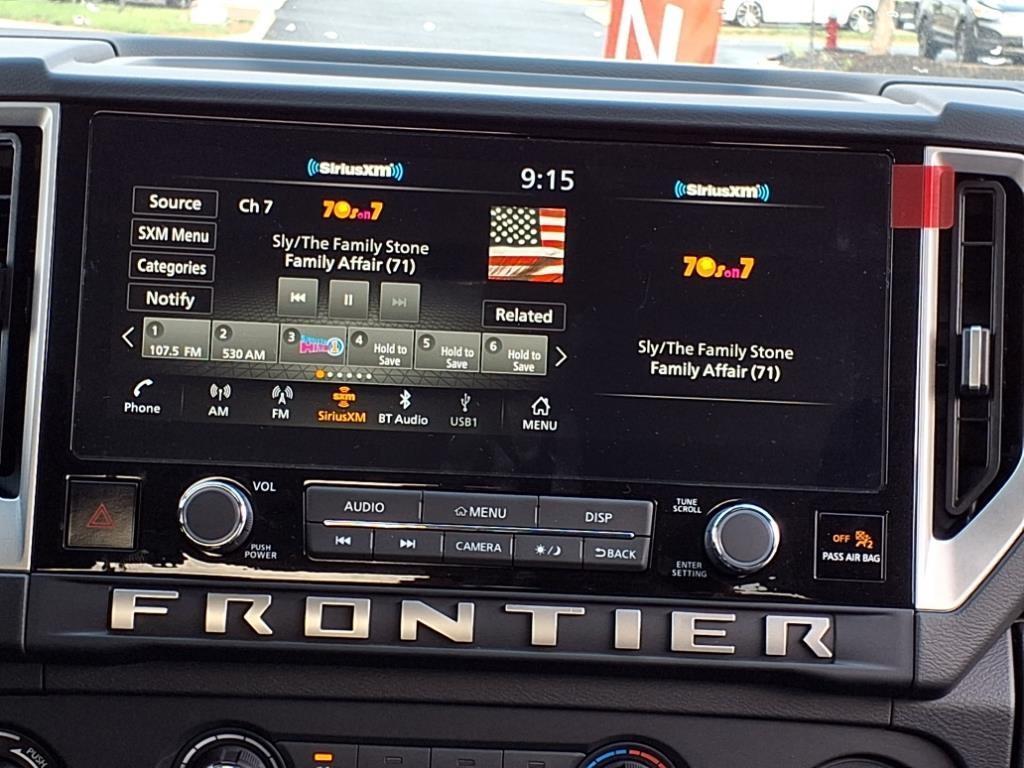 N
SiriusXM
9:15
SiriusXM
Source
Ch 7
70s on 7
SXM Menu
Sly/The Family Stone
Family Affair (71)
Categories
Notify
Related
70s on 7
Sly/The Family Stone
Family Affair (71)
1 107.5 FM
2 530 AM
3
4 Hold to Save
5 Hold to Save
6 Hold to Save
Phone
AM
FM
sxm
SiriusXM
BT Audio
USB1
MENU
VOL
PUSH
POWER
AUDIO
MENU
DISP
CAMERA
BACK
TUNE
SCROLL
ENTER
SETTING
OFF 2
PASS AIR BAG
FRONTIER
PUSH